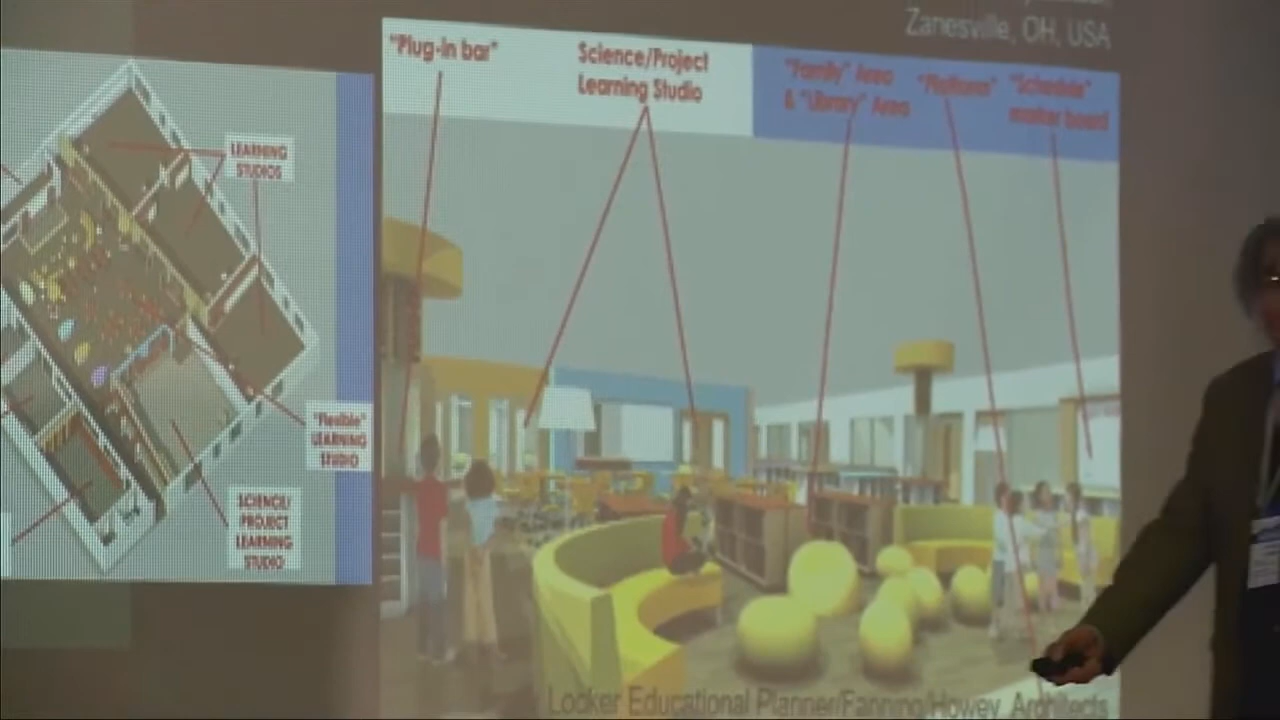 Zanesville, OH, USA
"Plug-in bar"
Science/Project
Learning Studio
"Family" Area
& "Library" Area
"Platform"
"Schedule"
marker board
LEARNING
STUDIOS
"Flexible"
LEARNING
STUDIO
SCIENCE/
PROJECT
LEARNING
STUDIO
Locker Educational Planner/Fanning/Howey Architects